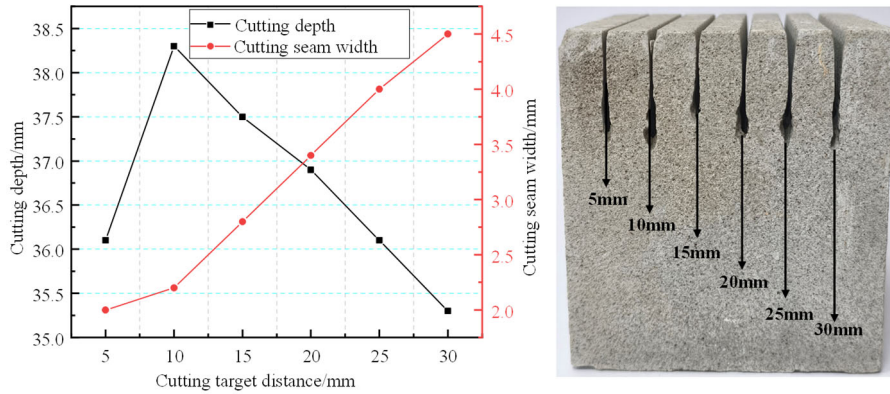 Cutting depth
Cutting seam width
38.5
38.0
37.5
37.0
36.5
36.0
35.5
35.0
Cutting depth/mm
4.5
4.0
3.5
3.0
2.5
2.0
Cutting seam width/mm
5 10 15 20 25 30
Cutting target distance/mm
5mm
10mm
15mm
20mm
25mm
30mm